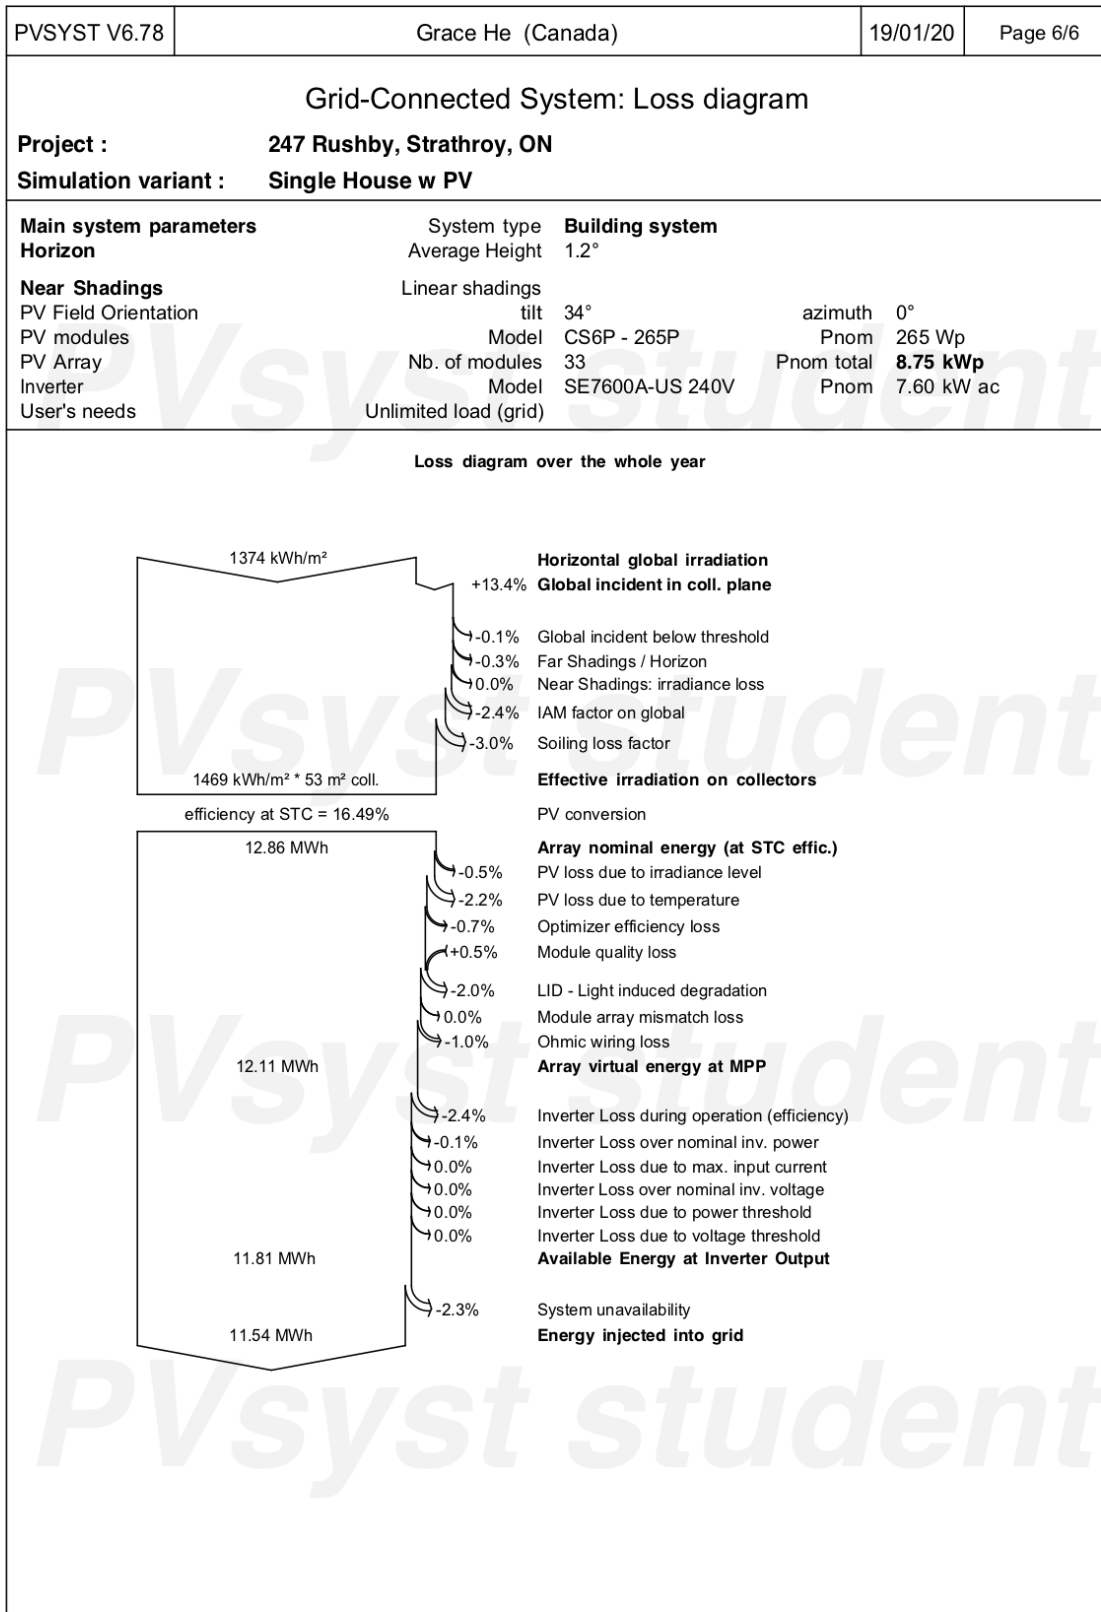 PVSYST V6.78 Grace He (Canada) 19/01/20 Page 6/6
Grid-Connected System: Loss diagram
Project : 247 Rushby, Strathroy, ON
Simulation variant : Single House w PV
Main system parameters System type Building system
Horizon Average Height 1.2°
Near Shadings Linear shadings
PV Field Orientation tilt 34° azimuth 0°
PV modules Model CS6P - 265P Pnom 265 Wp
PV Array Nb. of modules 33 Pnom total 8.75 kWp
Inverter Model SE7600A-US 240V Pnom 7.60 kW ac
User's needs Unlimited load (grid)
PVsyst student
Loss diagram over the whole year
1374 kWh/m² Horizontal global irradiation
+13.4% Global incident in coll. plane
-0.1% Global incident below threshold
-0.3% Far Shadings / Horizon
0.0% Near Shadings: irradiance loss
-2.4% IAM factor on global
-3.0% Soiling loss factor
PVsyst student
1469 kWh/m² * 53 m² coll. Effective irradiation on collectors
efficiency at STC = 16.49% PV conversion
12.86 MWh Array nominal energy (at STC effic.)
-0.5% PV loss due to irradiance level
-2.2% PV loss due to temperature
-0.7% Optimizer efficiency loss
+0.5% Module quality loss
-2.0% LID - Light induced degradation
0.0% Module array mismatch loss
-1.0% Ohmic wiring loss
12.11 MWh Array virtual energy at MPP
PVsyst student
-2.4% Inverter Loss during operation (efficiency)
-0.1% Inverter Loss over nominal inv. power
0.0% Inverter Loss due to max. input current
0.0% Inverter Loss over nominal inv. voltage
0.0% Inverter Loss due to power threshold
0.0% Inverter Loss due to voltage threshold
11.81 MWh Available Energy at Inverter Output
-2.3% System unavailability
11.54 MWh Energy injected into grid
PVsyst student